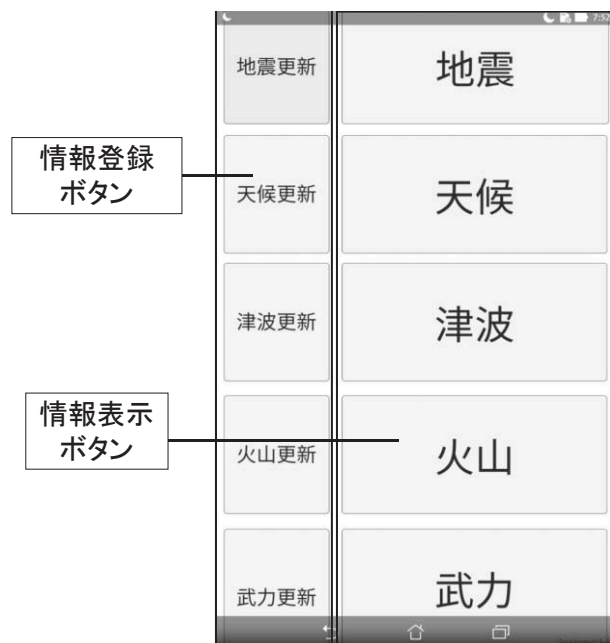 7:52
地震更新
地震
情報登録
ボタン
天候更新
天候
津波更新
津波
情報表示
ボタン
火山更新
火山
武力更新
武力